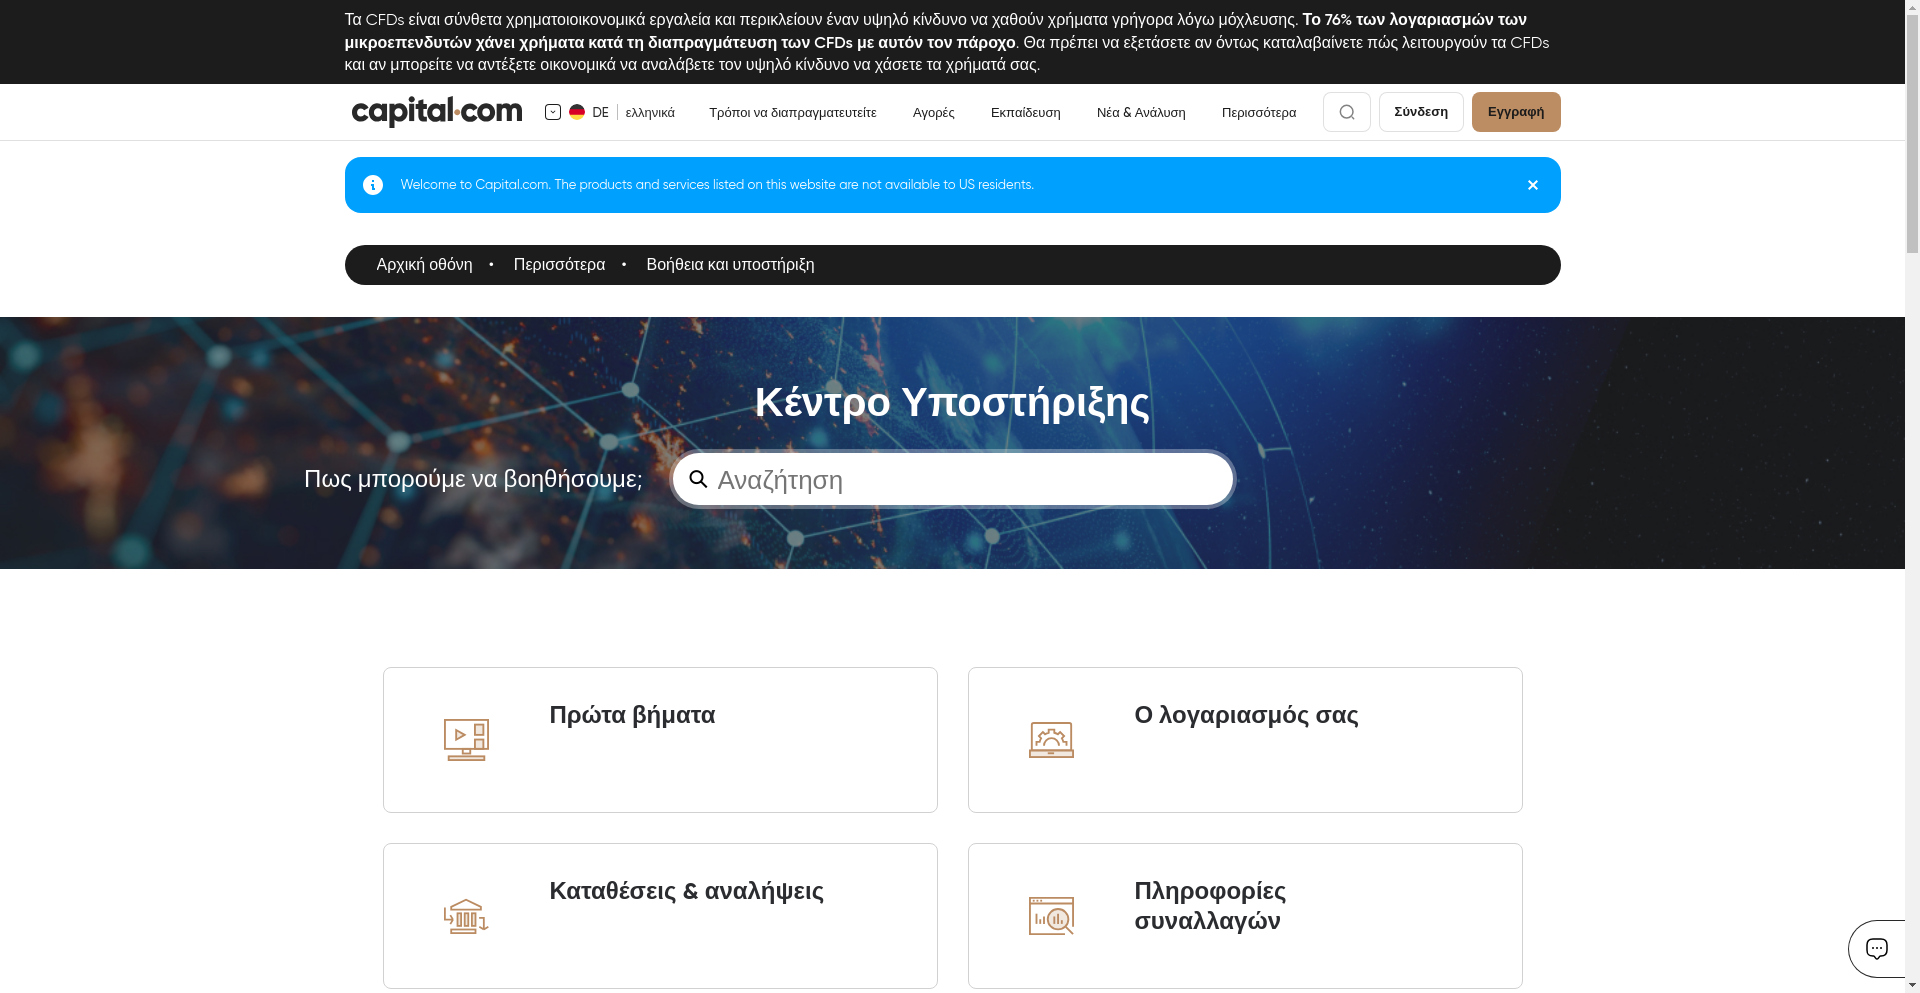 Τα CFDs είναι σύνθετα χρηματοιοικονομικά εργαλεία και περικλείουν έναν υψηλό κίνδυνο να χαθούν χρήματα γρήγορα λόγω μόχλευσης. Το 76% των λογαριασμών των
μικροεπενδυτών χάνει χρήματα κατά τη διαπραγμάτευση των CFDs με αυτόν τον πάροχο. Θα πρέπει να εξετάσετε αν όντως καταλαβαίνετε πώς λειτουργούν τα CFDs
και αν μπορείτε να αντέξετε οικονομικά να αναλάβετε τον υψηλό κίνδυνο να χάσετε τα χρήματά σας.
capital.com DE ελληνικά Τρόποι να διαπραγματευτείτε Αγορές Εκπαίδευση Νέα & Ανάλυση Περισσότερα Σύνδεση Εγγραφή
Welcome to Capital.com. The products and services listed on this website are not available to US residents.
Αρχική οθόνη • Περισσότερα • Βοήθεια και υποστήριξη
Κέντρο Υποστήριξης
Πως μπορούμε να βοηθήσουμε; Αναζήτηση
Πρώτα βήματα
Ο λογαριασμός σας
Καταθέσεις & αναλήψεις
Πληροφορίες
συναλλαγών